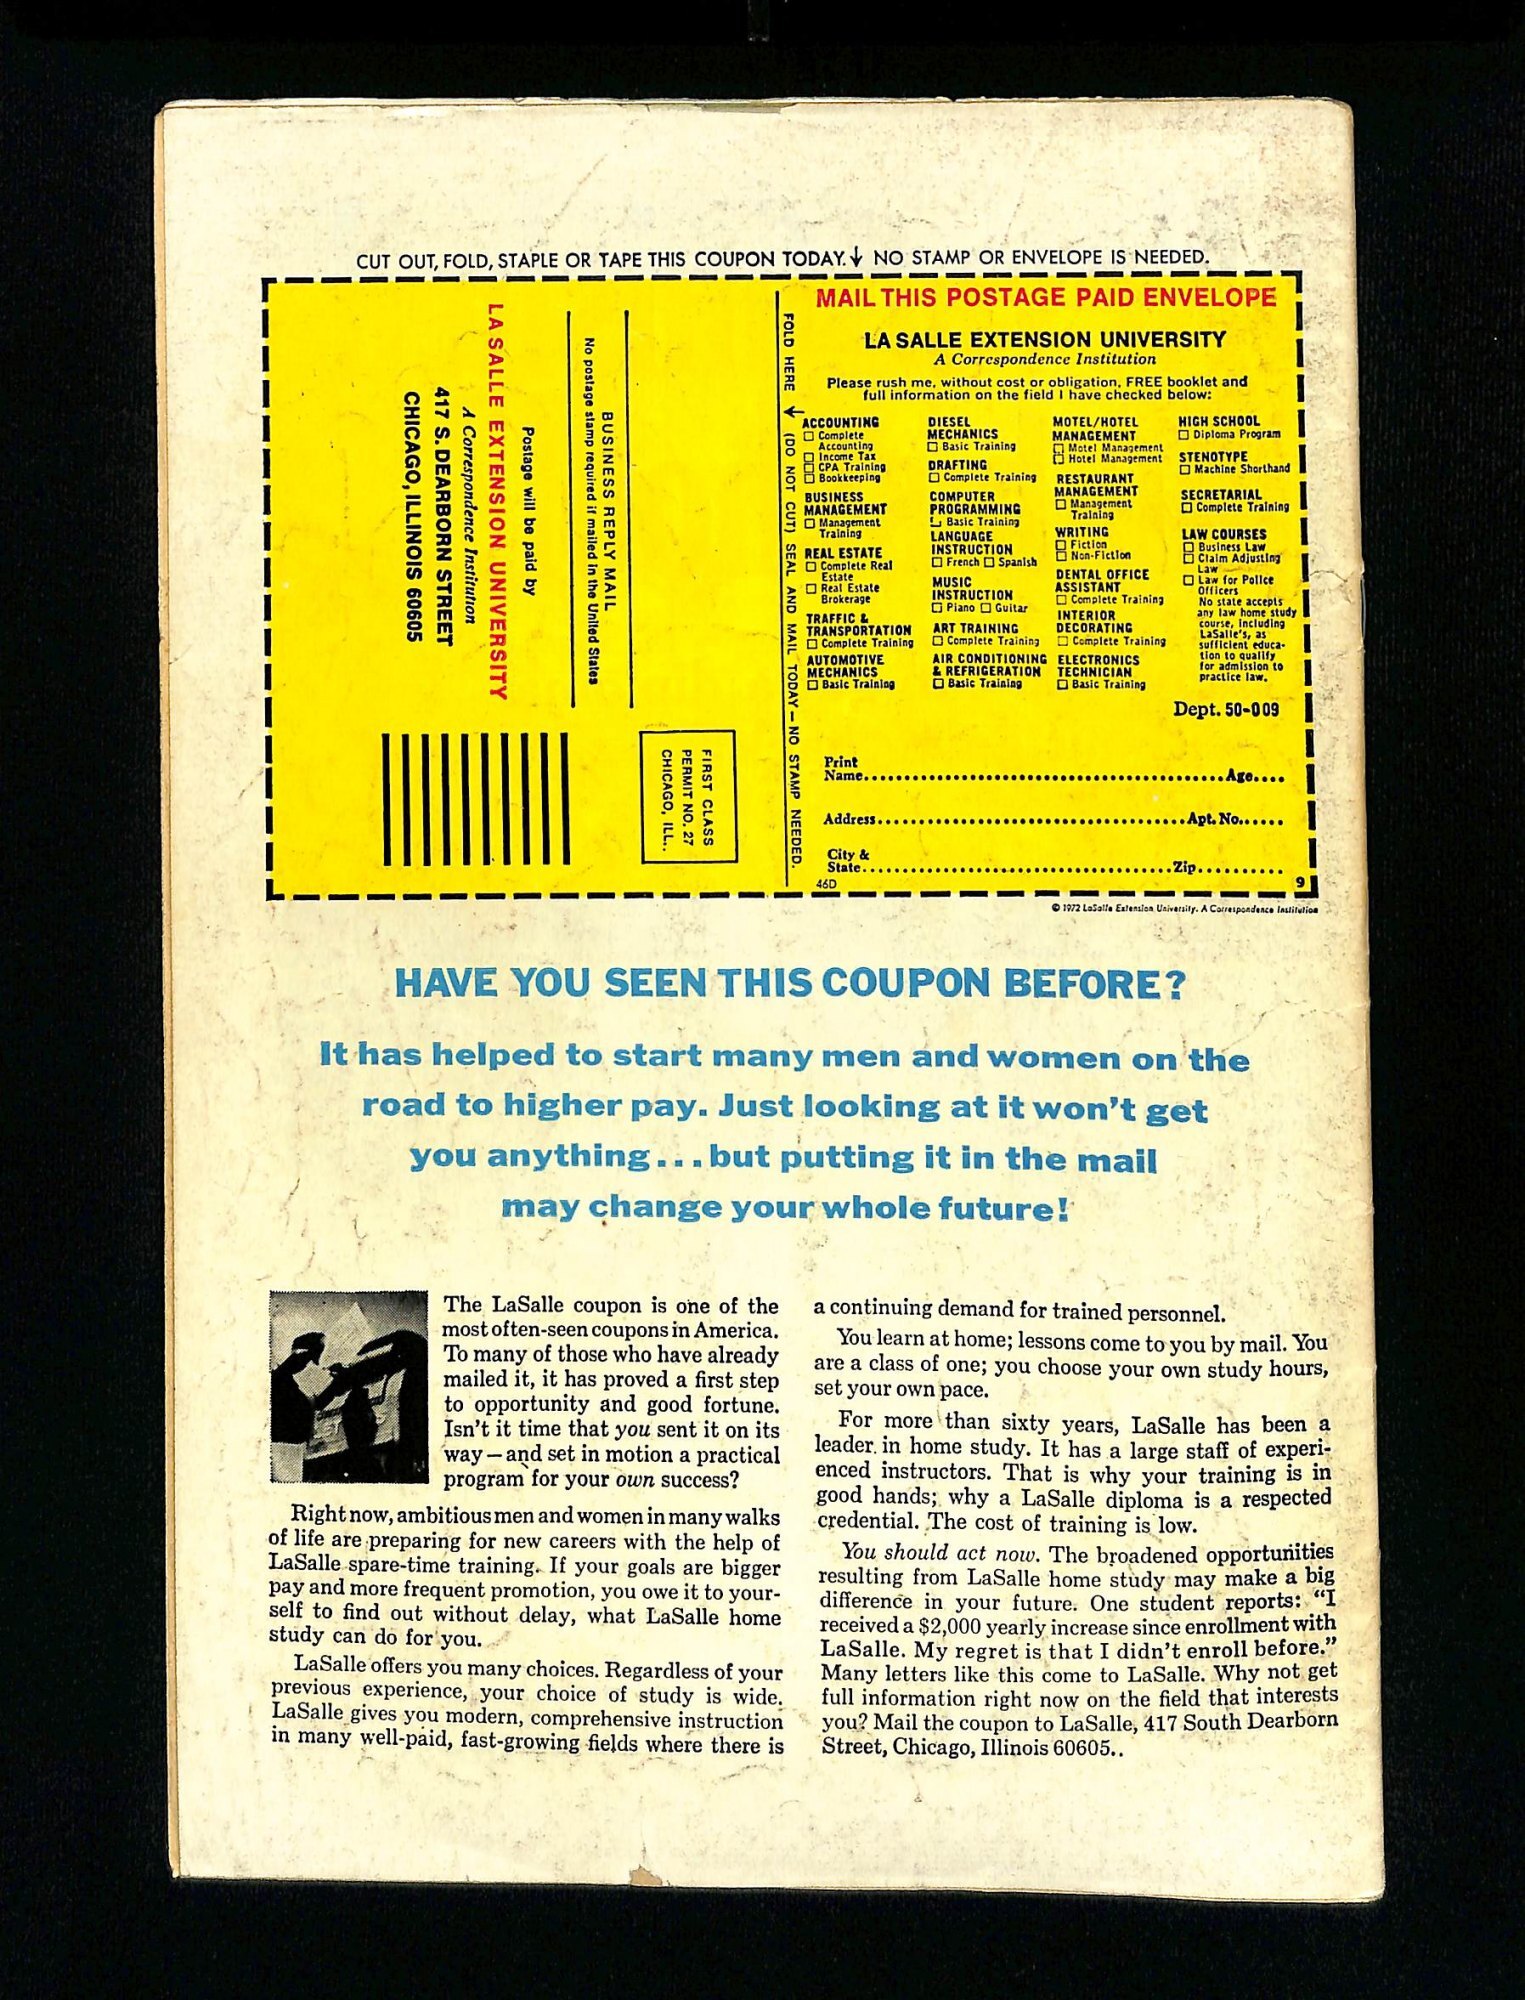 CUT OUT, FOLD, STAPLE OR TAPE THIS COUPON TODAY.↓ NO STAMP OR ENVELOPE IS NEEDED.
BUSINESS REPLY MAIL
No postage stamp required if mailed in the United States
Postage will be paid by
LA SALLE EXTENSION UNIVERSITY
A Correspondence Institution
417 S. DEARBORN STREET
CHICAGO, ILLINOIS 60605
FIRST CLASS
PERMIT NO. 27
CHICAGO, ILL..
FOLD HERE ← (DO NOT CUT) SEAL AND MAIL TODAY – NO STAMP NEEDED.
MAIL THIS POSTAGE PAID ENVELOPE
LA SALLE EXTENSION UNIVERSITY
A Correspondence Institution
Please rush me, without cost or obligation, FREE booklet and
full information on the field I have checked below:
ACCOUNTING
☐ Complete
Accounting
☐ Income Tax
☐ CPA Training
☐ Bookkeeping
BUSINESS
MANAGEMENT
☐ Management
Training
REAL ESTATE
☐ Complete Real
Estate
☐ Real Estate
Brokerage
TRAFFIC &
TRANSPORTATION
☐ Complete Training
AUTOMOTIVE
MECHANICS
☐ Basic Training
DIESEL
MECHANICS
☐ Basic Training
DRAFTING
☐ Complete Training
COMPUTER
PROGRAMMING
☐ Basic Training
LANGUAGE
INSTRUCTION
☐ French ☐ Spanish
MUSIC
INSTRUCTION
☐ Piano ☐ Guitar
ART TRAINING
☐ Complete Training
AIR CONDITIONING
& REFRIGERATION
☐ Basic Training
MOTEL/HOTEL
MANAGEMENT
☐ Motel Management
☐ Hotel Management
RESTAURANT
MANAGEMENT
☐ Management
Training
WRITING
☐ Fiction
☐ Non-Fiction
DENTAL OFFICE
ASSISTANT
☐ Complete Training
INTERIOR
DECORATING
☐ Complete Training
ELECTRONICS
TECHNICIAN
☐ Basic Training
HIGH SCHOOL
☐ Diploma Program
STENOTYPE
☐ Machine Shorthand
SECRETARIAL
☐ Complete Training
LAW COURSES
☐ Business Law
☐ Claim Adjusting
Law
☐ Law for Police
Officers
No state accepts
any law home study
course, including
LaSalle's, as
sufficient educa-
tion to qualify
for admission to
practice law.
Dept. 50-009
Print
Name.......... Age....
Address.......... Apt. No......
City &
State.......... Zip..........
46D 9
© 1972 LaSalle Extension University. A Correspondence Institution
HAVE YOU SEEN THIS COUPON BEFORE?
It has helped to start many men and women on the
road to higher pay. Just looking at it won't get
you anything...but putting it in the mail
may change your whole future!
The LaSalle coupon is one of the
most often-seen coupons in America.
To many of those who have already
mailed it, it has proved a first step
to opportunity and good fortune.
Isn't it time that you sent it on its
way — and set in motion a practical
program for your own success?
Right now, ambitious men and women in many walks
of life are preparing for new careers with the help of
LaSalle spare-time training. If your goals are bigger
pay and more frequent promotion, you owe it to your-
self to find out without delay, what LaSalle home
study can do for you.
LaSalle offers you many choices. Regardless of your
previous experience, your choice of study is wide.
LaSalle gives you modern, comprehensive instruction
in many well-paid, fast-growing fields where there is
a continuing demand for trained personnel.
You learn at home; lessons come to you by mail. You
are a class of one; you choose your own study hours,
set your own pace.
For more than sixty years, LaSalle has been a
leader in home study. It has a large staff of experi-
enced instructors. That is why your training is in
good hands; why a LaSalle diploma is a respected
credential. The cost of training is low.
You should act now. The broadened opportunities
resulting from LaSalle home study may make a big
difference in your future. One student reports: "I
received a $2,000 yearly increase since enrollment with
LaSalle. My regret is that I didn't enroll before."
Many letters like this come to LaSalle. Why not get
full information right now on the field that interests
you? Mail the coupon to LaSalle, 417 South Dearborn
Street, Chicago, Illinois 60605..